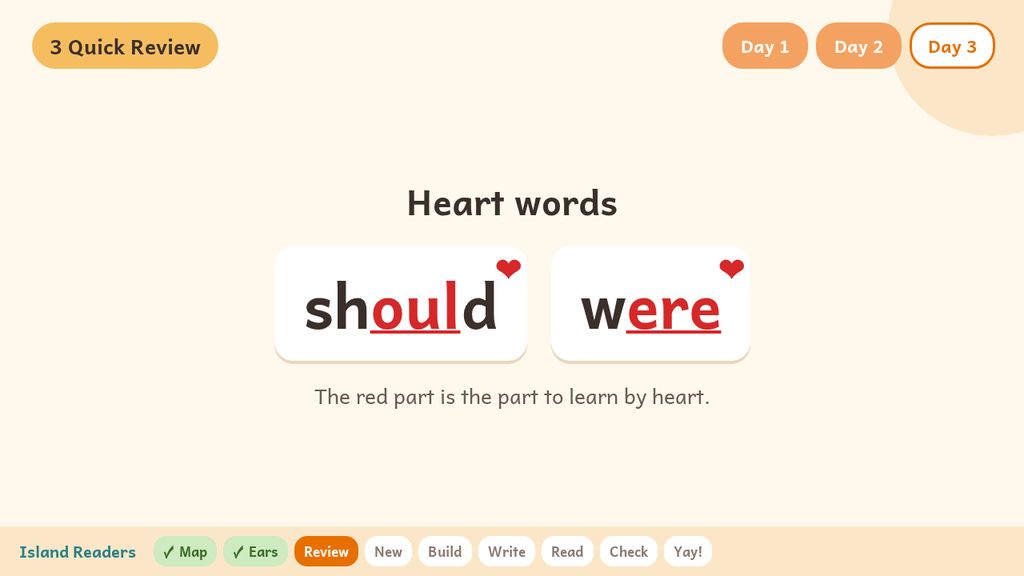 3 Quick Review
Day 1 Day 2 Day 3
Heart words
should❤ were❤
The red part is the part to learn by heart.
Island Readers ✓ Map ✓ Ears Review New Build Write Read Check Yay!